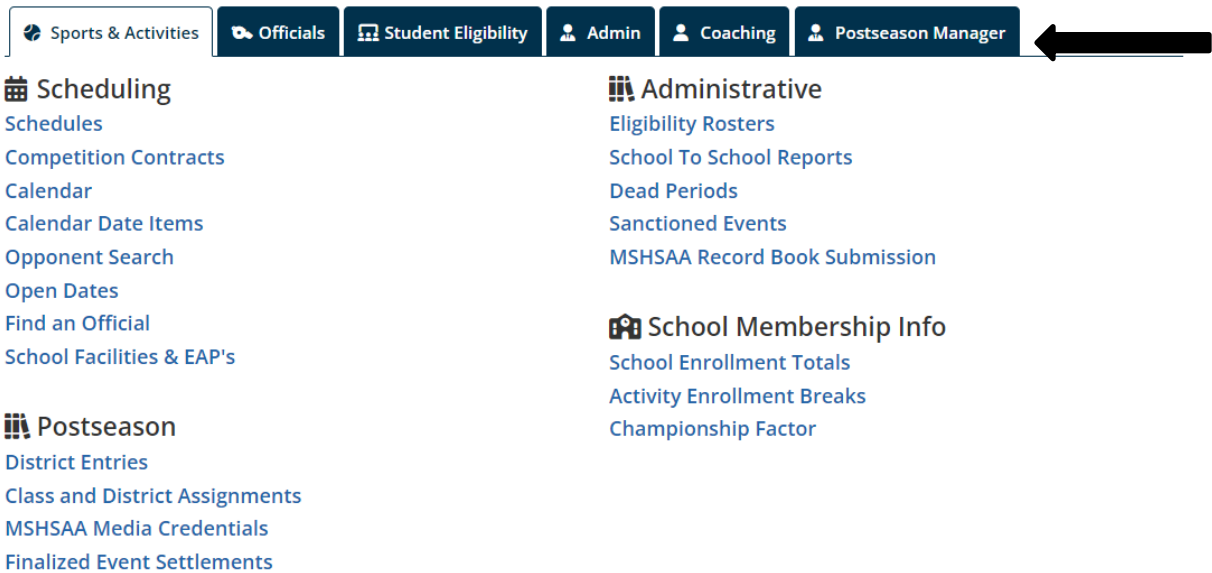 Sports & Activities Officials Student Eligibility Admin Coaching Postseason Manager
Scheduling
Schedules
Competition Contracts
Calendar
Calendar Date Items
Opponent Search
Open Dates
Find an Official
School Facilities & EAP's
Postseason
District Entries
Class and District Assignments
MSHSAA Media Credentials
Finalized Event Settlements
Administrative
Eligibility Rosters
School To School Reports
Dead Periods
Sanctioned Events
MSHSAA Record Book Submission
School Membership Info
School Enrollment Totals
Activity Enrollment Breaks
Championship Factor